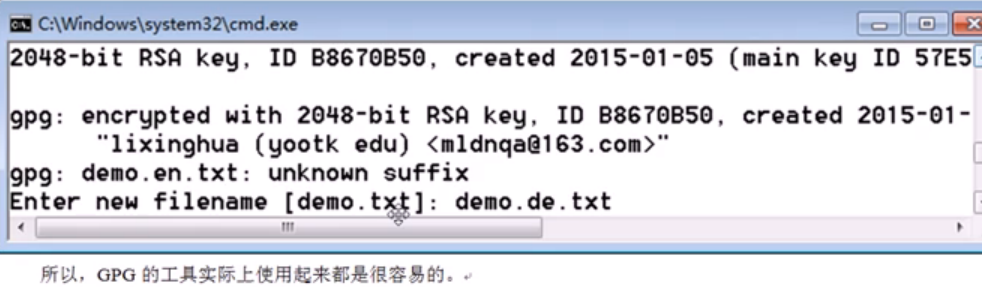 C:\Windows\system32\cmd.exe
2048-bit RSA key, ID B8670B50, created 2015-01-05 (main key ID 57E5
gpg: encrypted with 2048-bit RSA key, ID B8670B50, created 2015-01-
"lixinghua (yootk edu) <mldnqa@163.com>"
gpg: demo.en.txt: unknown suffix
Enter new filename [demo.txt]: demo.de.txt
所以，GPG 的工具实际上使用起来都是很容易的。